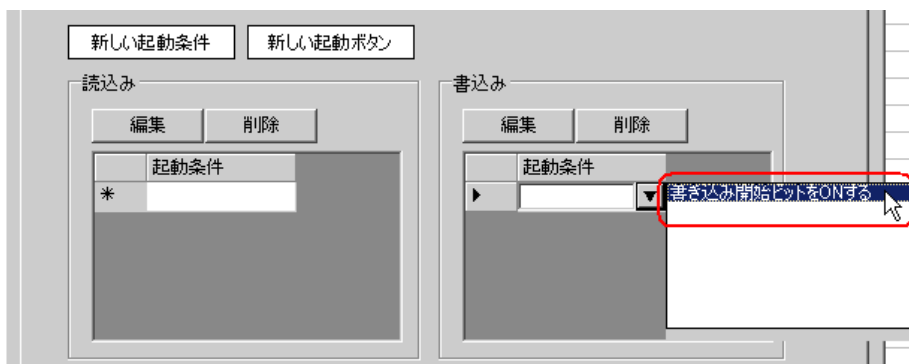 新しい起動条件 新しい起動ボタン
読込み
編集 削除
起動条件
*
書込み
編集 削除
起動条件
書き込み開始ビットをONする